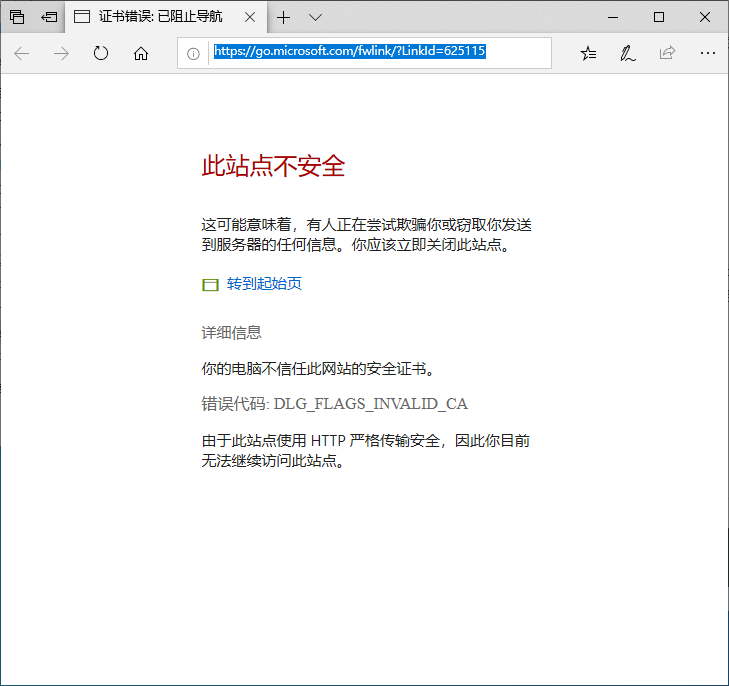 证书错误: 已阻止导航
https://go.microsoft.com/fwlink/?LinkId=625115
此站点不安全
这可能意味着，有人正在尝试欺骗你或窃取你发送
到服务器的任何信息。你应该立即关闭此站点。
转到起始页
详细信息
你的电脑不信任此网站的安全证书。
错误代码: DLG_FLAGS_INVALID_CA
由于此站点使用 HTTP 严格传输安全，因此你目前
无法继续访问此站点。